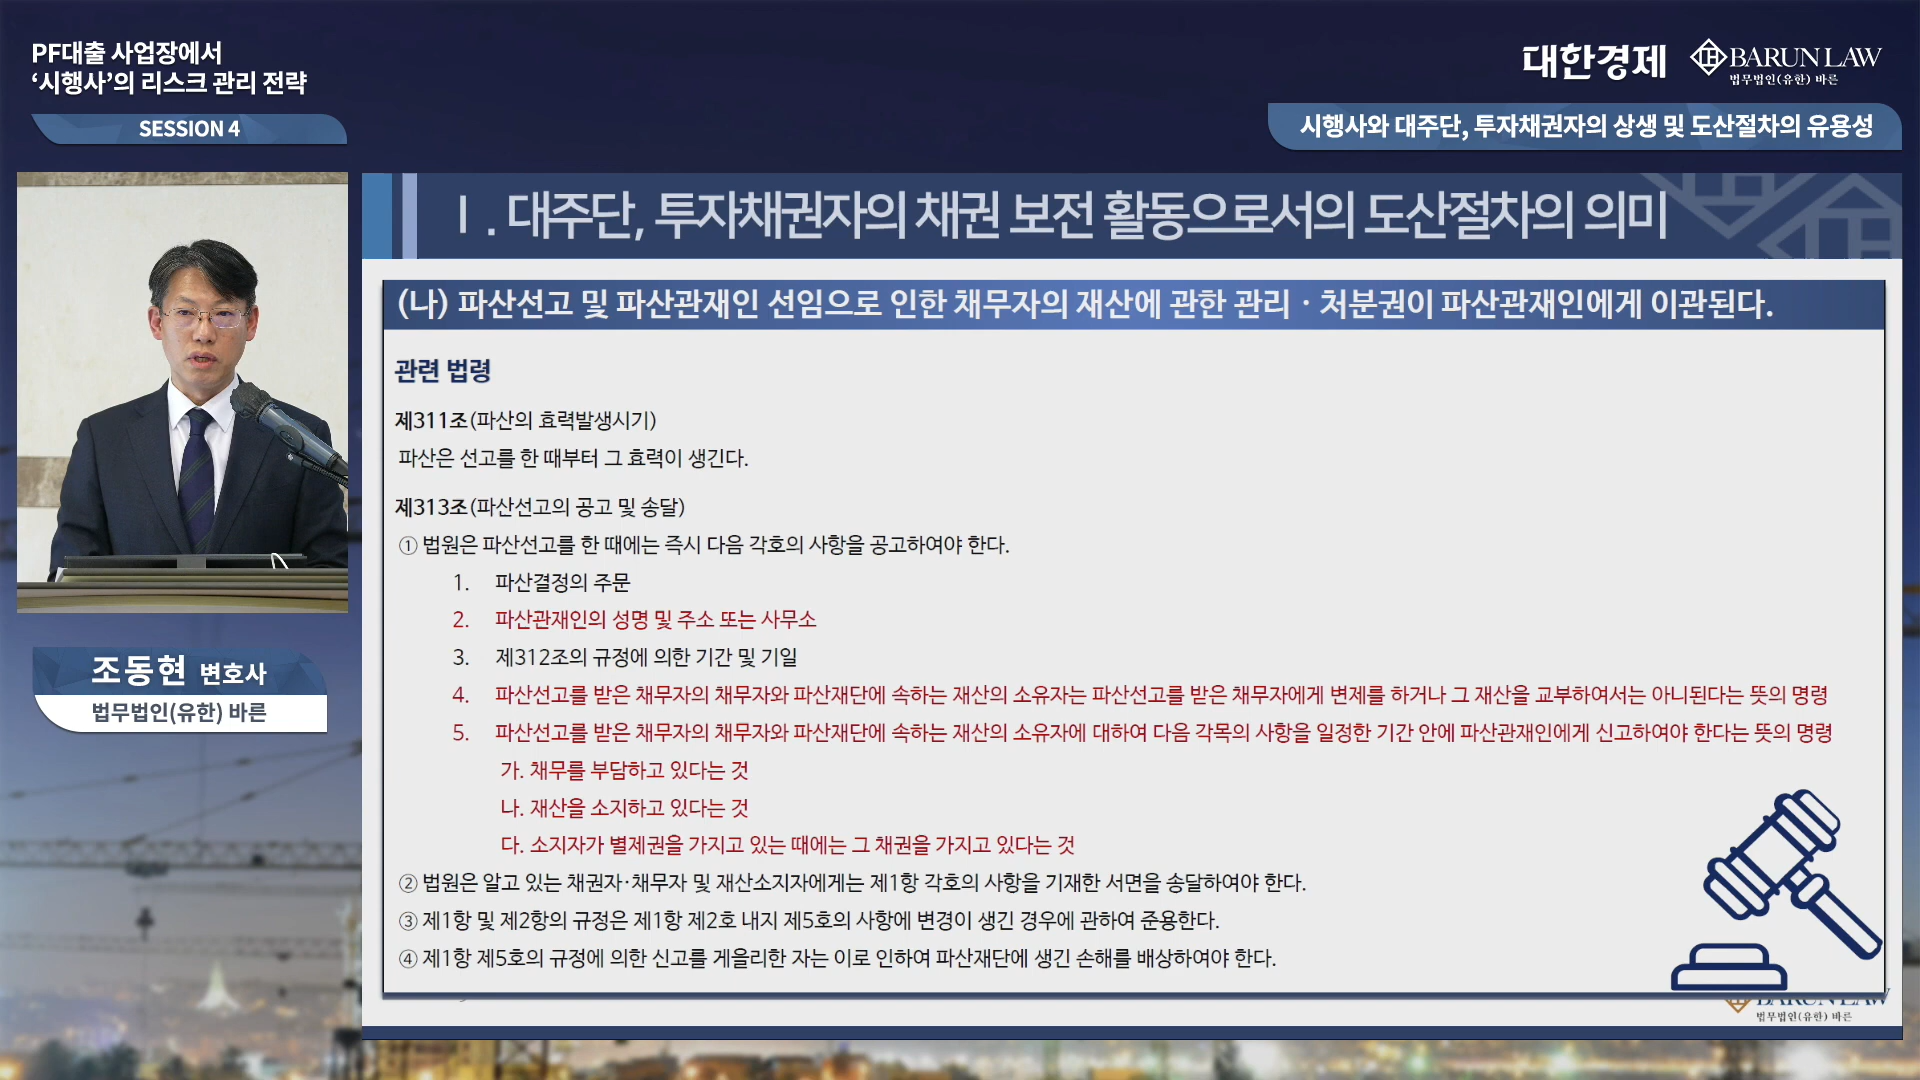 PF대출 사업장에서
‘시행사’의 리스크 관리 전략
SESSION 4
대한경제
BARUN LAW
법무법인(유한) 바른
시행사와 대주단, 투자채권자의 상생 및 도산절차의 유용성
Ⅰ. 대주단, 투자채권자의 채권 보전 활동으로서의 도산절차의 의미
(나) 파산선고 및 파산관재인 선임으로 인한 채무자의 재산에 관한 관리 · 처분권이 파산관재인에게 이관된다.
관련 법령
제311조(파산의 효력발생시기)
파산은 선고를 한 때부터 그 효력이 생긴다.
제313조(파산선고의 공고 및 송달)
① 법원은 파산선고를 한 때에는 즉시 다음 각호의 사항을 공고하여야 한다.
1. 파산결정의 주문
2. 파산관재인의 성명 및 주소 또는 사무소
3. 제312조의 규정에 의한 기간 및 기일
4. 파산선고를 받은 채무자의 채무자와 파산재단에 속하는 재산의 소유자는 파산선고를 받은 채무자에게 변제를 하거나 그 재산을 교부하여서는 아니된다는 뜻의 명령
5. 파산선고를 받은 채무자의 채무자와 파산재단에 속하는 재산의 소유자에 대하여 다음 각목의 사항을 일정한 기간 안에 파산관재인에게 신고하여야 한다는 뜻의 명령
가. 채무를 부담하고 있다는 것
나. 재산을 소지하고 있다는 것
다. 소지자가 별제권을 가지고 있는 때에는 그 채권을 가지고 있다는 것
② 법원은 알고 있는 채권자·채무자 및 재산소지자에게는 제1항 각호의 사항을 기재한 서면을 송달하여야 한다.
③ 제1항 및 제2항의 규정은 제1항 제2호 내지 제5호의 사항에 변경이 생긴 경우에 관하여 준용한다.
④ 제1항 제5호의 규정에 의한 신고를 게을리한 자는 이로 인하여 파산재단에 생긴 손해를 배상하여야 한다.
BARUN LAW
법무법인(유한) 바른
조동현 변호사
법무법인(유한) 바른